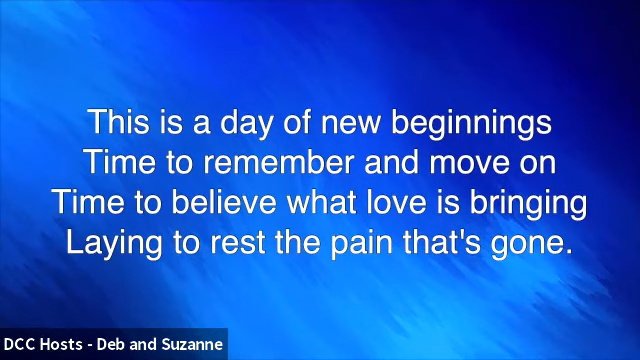 This is a day of new beginnings
Time to remember and move on
Time to believe what love is bringing
Laying to rest the pain that's gone.
DCC Hosts - Deb and Suzanne